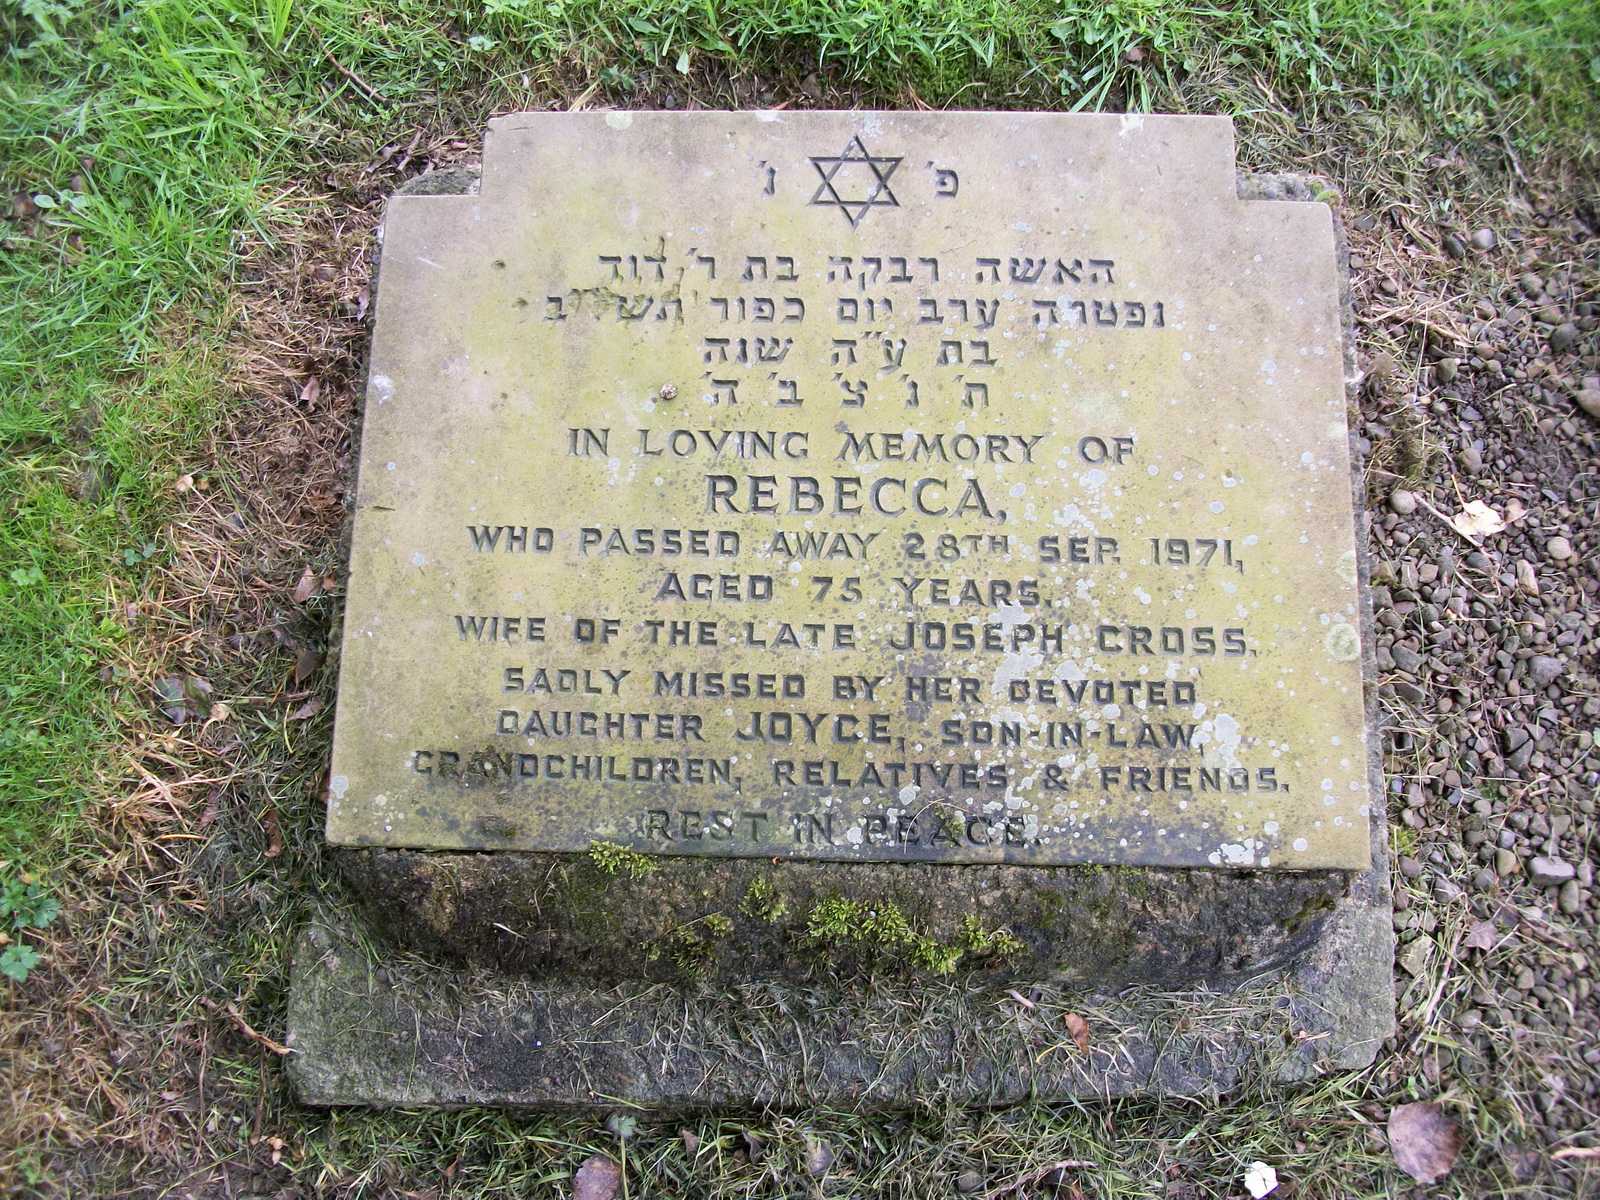 פ' נ'
האשה רבקה בת ר' דוד
נפטרה ערב יום כפור תשל"ב
בת ע"ה שנה
ת' נ' צ' ב' ה'
IN LOVING MEMORY OF
REBECCA,
WHO PASSED AWAY 28TH SEP. 1971,
AGED 75 YEARS.
WIFE OF THE LATE JOSEPH CROSS.
SADLY MISSED BY HER DEVOTED
DAUGHTER JOYCE, SON-IN-LAW,
GRANDCHILDREN, RELATIVES & FRIENDS.
REST IN PEACE.